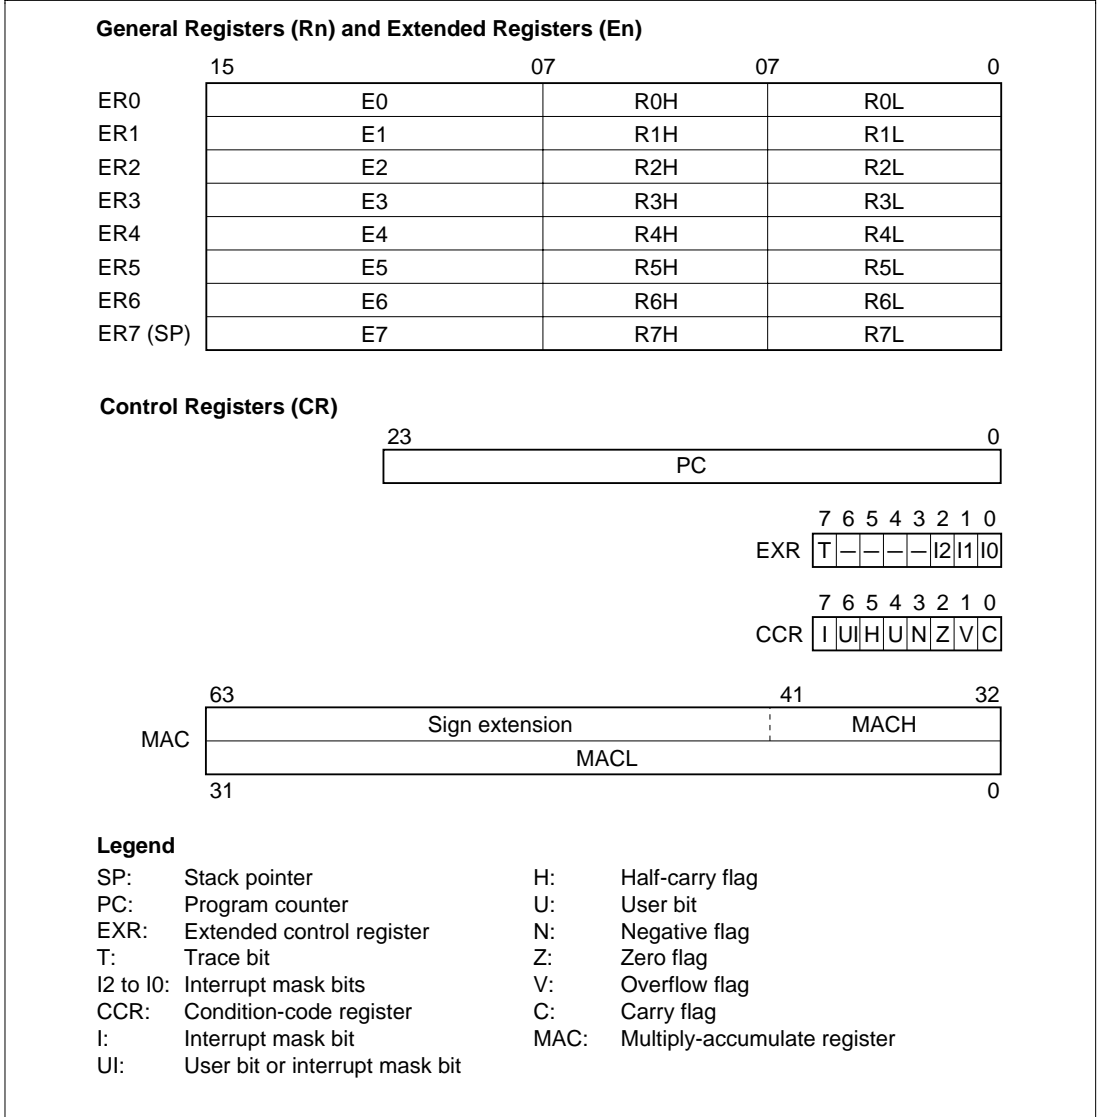 General Registers (Rn) and Extended Registers (En)
15 07 07 0
ER0 E0 R0H R0L
ER1 E1 R1H R1L
ER2 E2 R2H R2L
ER3 E3 R3H R3L
ER4 E4 R4H R4L
ER5 E5 R5H R5L
ER6 E6 R6H R6L
ER7 (SP) E7 R7H R7L
Control Registers (CR)
23 0
PC
7 6 5 4 3 2 1 0
EXR T — — — — I2 I1 I0
7 6 5 4 3 2 1 0
CCR I UI H U N Z V C
63 41 32
Sign extension MACH
MAC
MACL
31 0
Legend
SP: Stack pointer H: Half-carry flag
PC: Program counter U: User bit
EXR: Extended control register N: Negative flag
T: Trace bit Z: Zero flag
I2 to I0: Interrupt mask bits V: Overflow flag
CCR: Condition-code register C: Carry flag
I: Interrupt mask bit MAC: Multiply-accumulate register
UI: User bit or interrupt mask bit